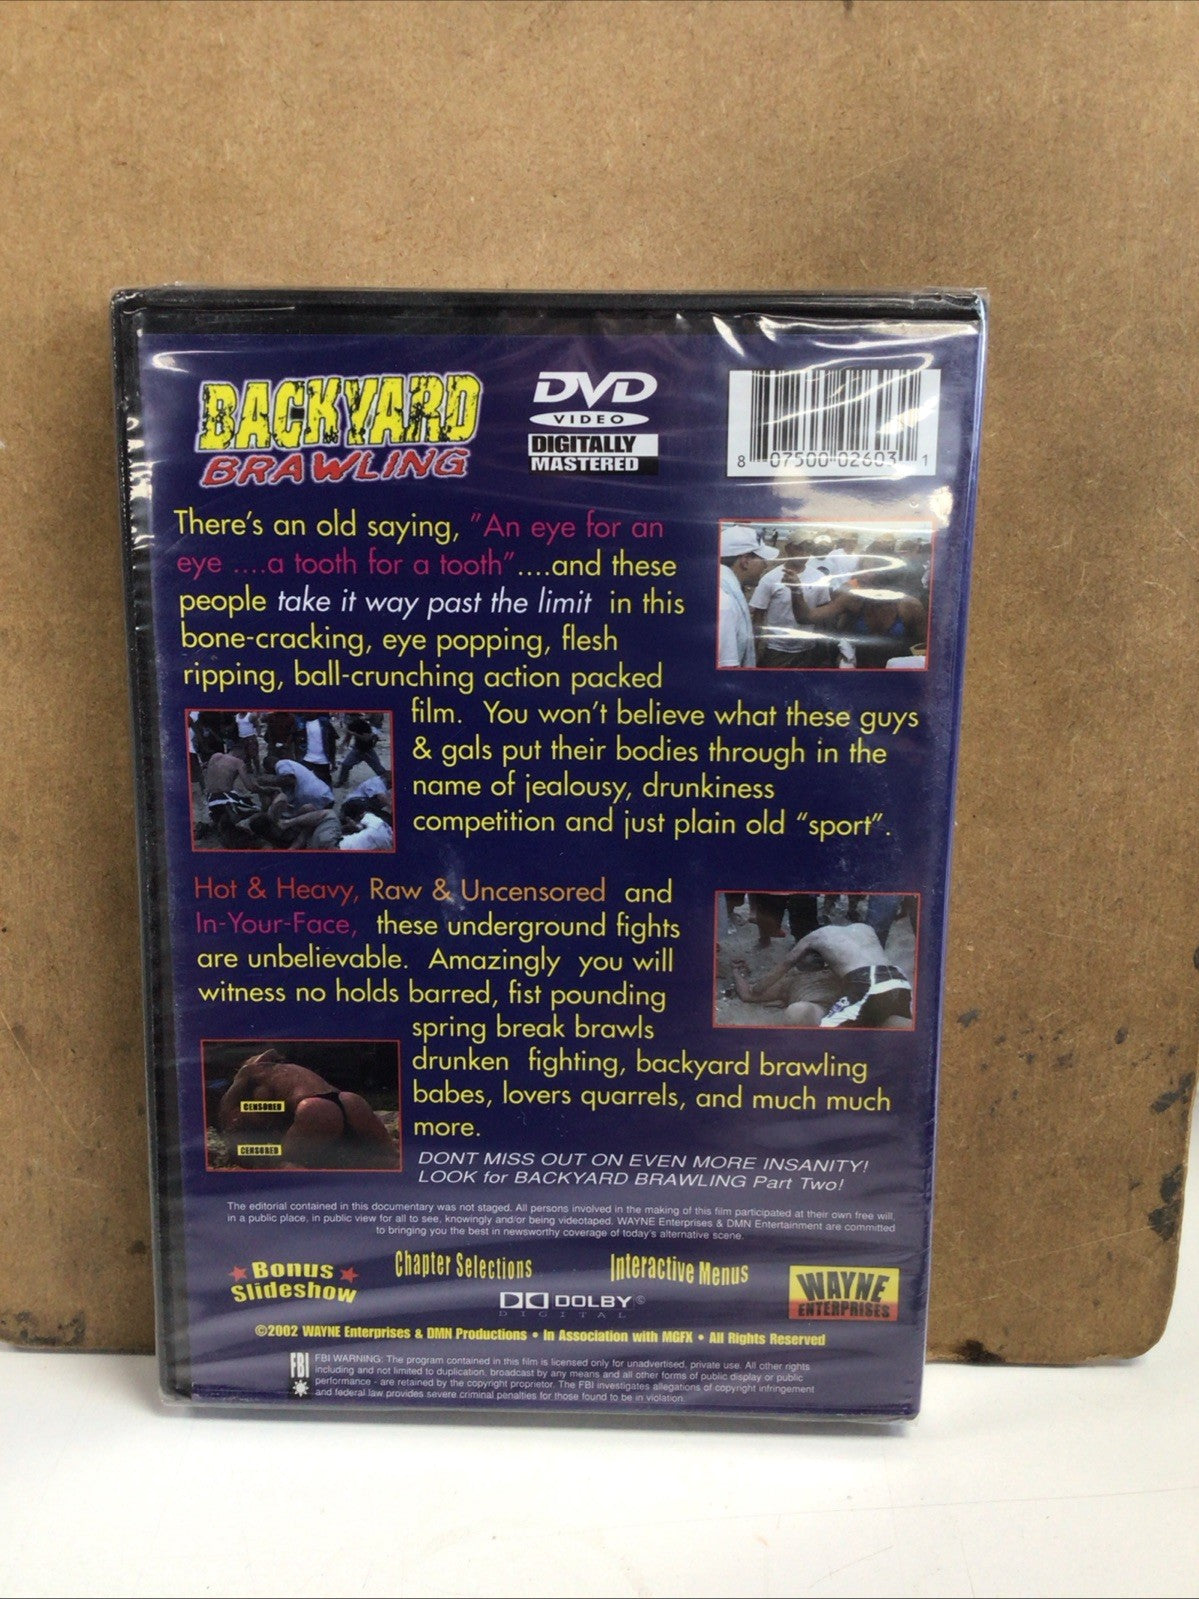 BACKYARD
BRAWLING
DVD
VIDEO
DIGITALLY
MASTERED
8 07500 02603 1
There's an old saying, "An eye for an
eye ....a tooth for a tooth"....and these
people take it way past the limit in this
bone-cracking, eye popping, flesh
ripping, ball-crunching action packed
film. You won't believe what these guys
& gals put their bodies through in the
name of jealousy, drunkiness
competition and just plain old "sport".
Hot & Heavy, Raw & Uncensored and
In-Your-Face, these underground fights
are unbelievable. Amazingly you will
witness no holds barred, fist pounding
spring break brawls
drunken fighting, backyard brawling
babes, lovers quarrels, and much much
more.
CENSORED
CENSORED
DONT MISS OUT ON EVEN MORE INSANITY!
LOOK for BACKYARD BRAWLING Part Two!
The editorial contained in this documentary was not staged. All persons involved in the making of this film participated at their own free will,
in a public place, in public view for all to see, knowingly and/or being videotaped. WAYNE Enterprises & DMN Entertainment are committed
to bringing you the best in newsworthy coverage of today's alternative scene.
Bonus
Slideshow
Chapter Selections
Interactive Menus
DOLBY
DIGITAL
WAYNE
ENTERPRISES
©2002 WAYNE Enterprises & DMN Productions • In Association with MGFX • All Rights Reserved
FBI
FBI WARNING: The program contained in this film is licensed only for unadvertised, private use. All other rights
including and not limited to duplication, broadcast by any means and all other forms of public display or public
performance - are retained by the copyright proprietor. The FBI investigates allegations of copyright infringement
and federal law provides severe criminal penalties for those found to be in violation.